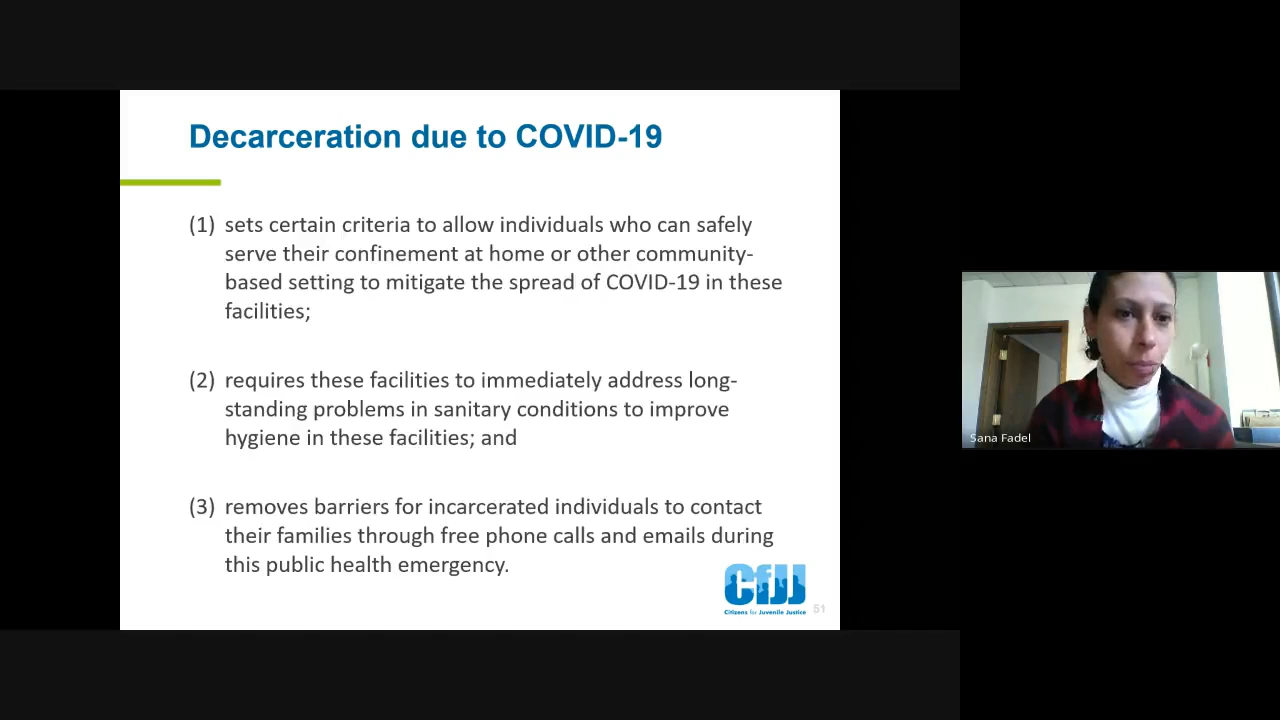 Decarceration due to COVID-19
(1) sets certain criteria to allow individuals who can safely
serve their confinement at home or other community-
based setting to mitigate the spread of COVID-19 in these
facilities;
(2) requires these facilities to immediately address long-
standing problems in sanitary conditions to improve
hygiene in these facilities; and
(3) removes barriers for incarcerated individuals to contact
their families through free phone calls and emails during
this public health emergency.
CfJJ
Citizens for Juvenile Justice
51
Sana Fadel